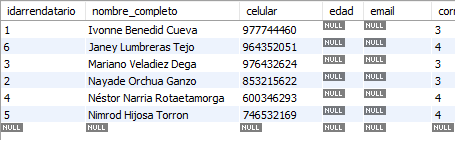 idarrendatario nombre_completo celular edad email corr
1 Ivonne Benedid Cueva 977744460 NULL NULL 3
6 Janey Lumbreras Tejo 964352051 NULL NULL 4
3 Mariano Veladiez Dega 976432624 NULL NULL 3
2 Nayade Orchua Ganzo 853215622 NULL NULL 3
4 Néstor Narria Rotaetamorga 600346293 NULL NULL 4
5 Nimrod Hijosa Torron 746532169 NULL NULL 4
NULL NULL NULL NULL NULL NULL